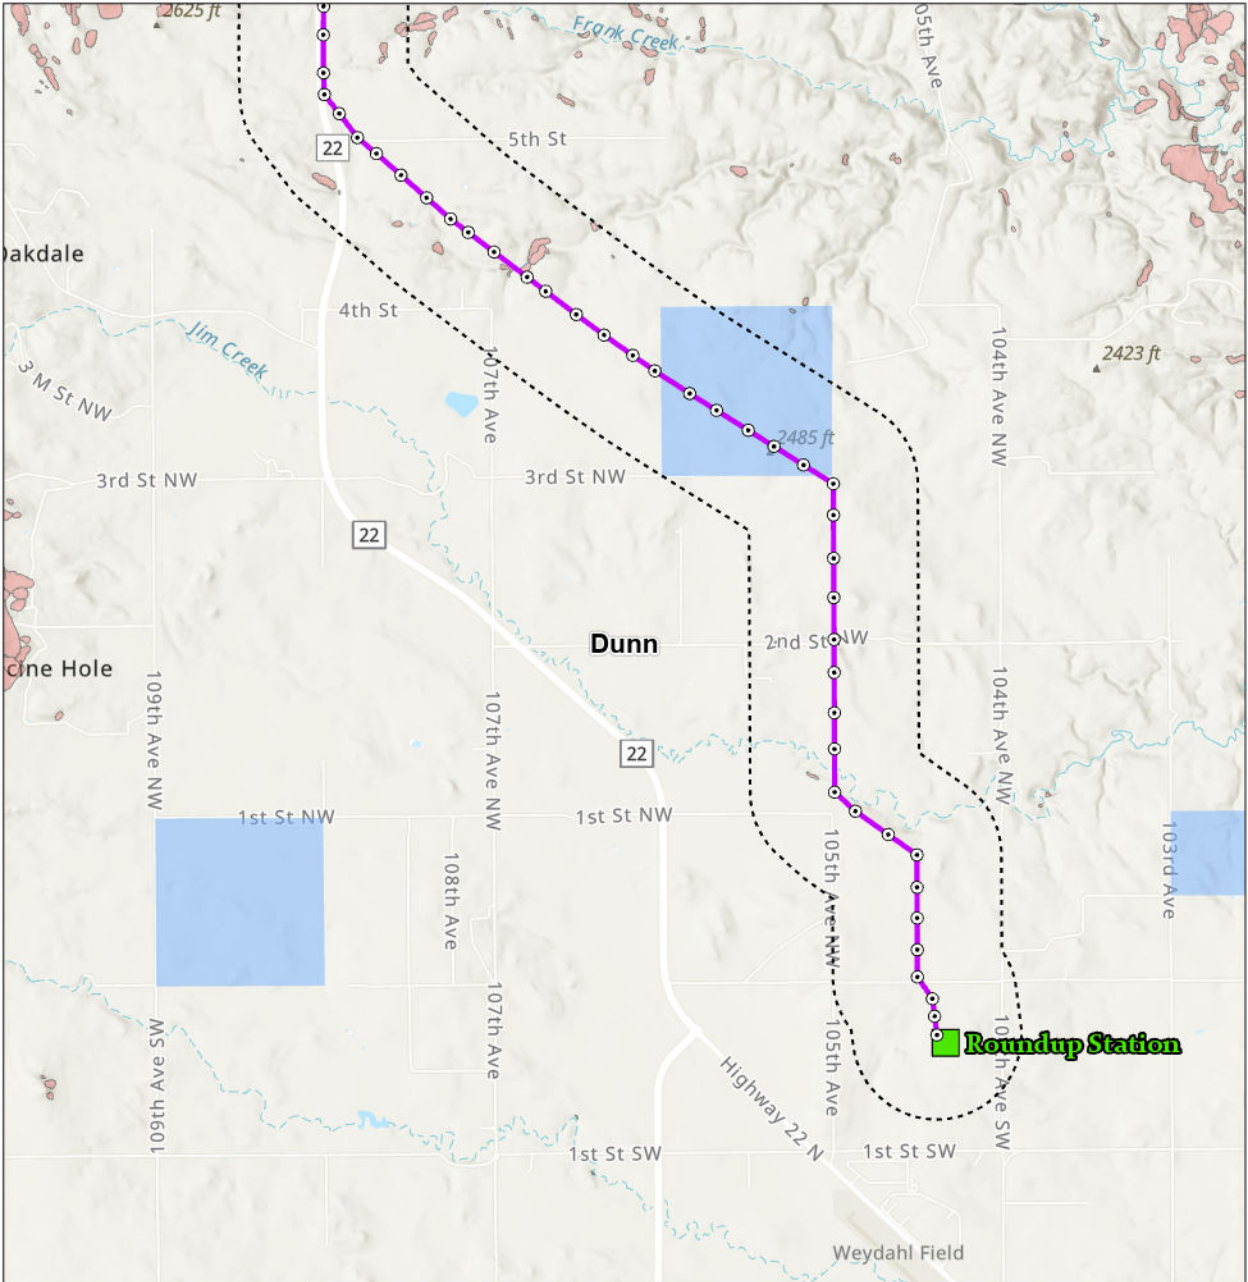 2625 ft
Frank Creek
05th Ave
22
5th St
Oakdale
4th St
Jim Creek
107th Ave
104th Ave NW
2423 ft
3 M St NW
2485 ft
3rd St NW
3rd St NW
22
Dunn
2nd St NW
cine Hole
109th Ave NW
107th Ave NW
104th Ave NW
22
1st St NW
1st St NW
108th Ave
105th Ave NW
103rd Ave
107th Ave
109th Ave SW
105th Ave
Roundup Station
Ave SW
Highway 22 N
1st St SW
1st St SW
Weydahl Field